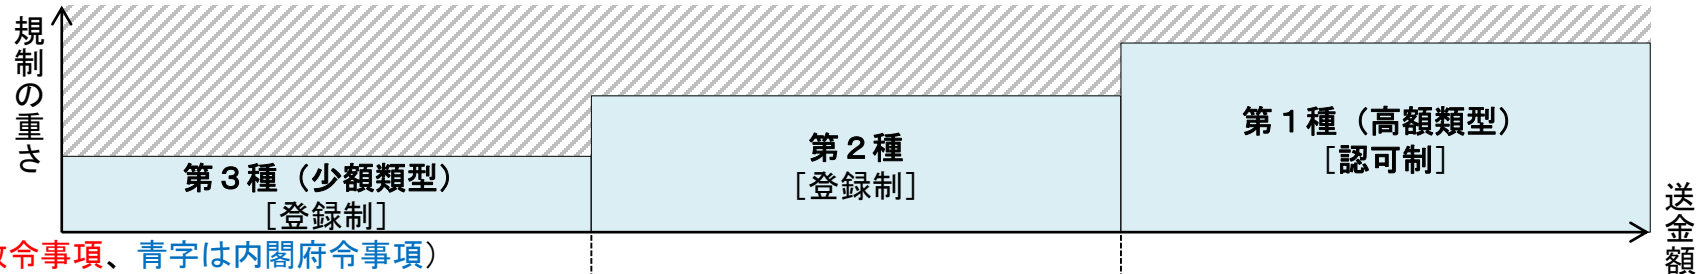 規制の重さ
第３種（少額類型）
［登録制］
第２種
［登録制］
第１種（高額類型）
［認可制］
送金額
令事項、青字は内閣府令事項）